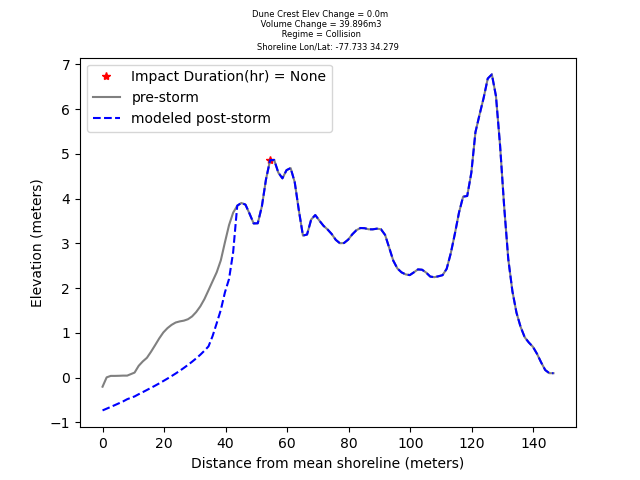 Dune Crest Elev Change = 0.0m
Volume Change = 39.896m3
Regime = Collision
Shoreline Lon/Lat: -77.733 34.279
Impact Duration(hr) = None
pre-storm
modeled post-storm
7
6
5
4
3
2
1
0
−1
Elevation (meters)
0 20 40 60 80 100 120 140
Distance from mean shoreline (meters)